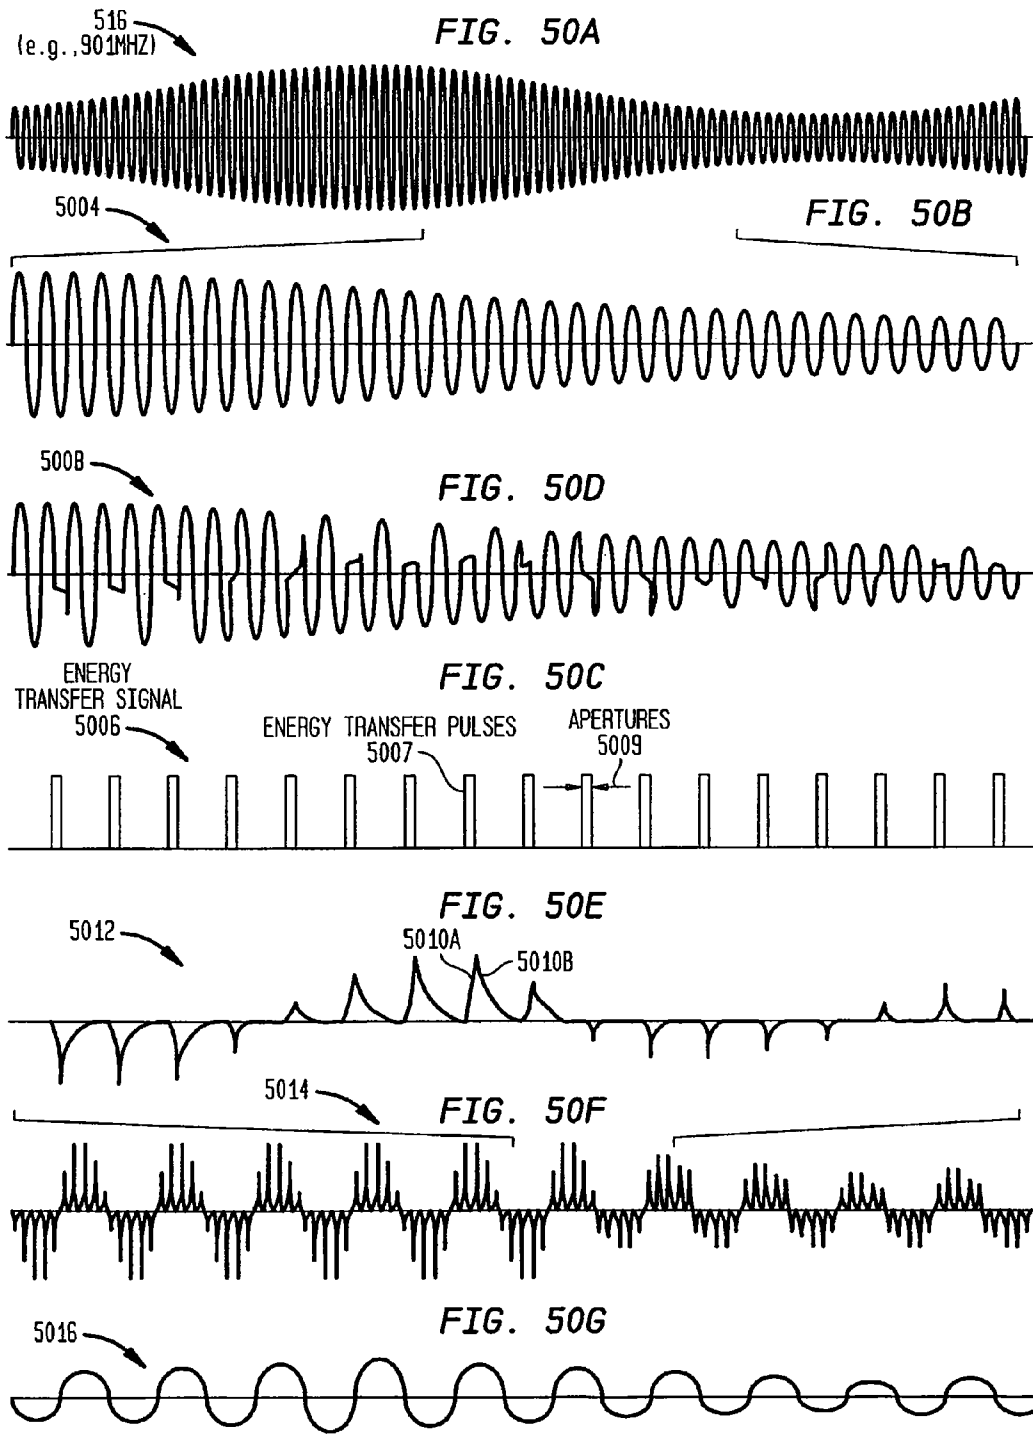 516
(e.g.,901MHZ)
FIG. 50A
5004
FIG. 50B
5008
FIG. 50D
FIG. 50C
ENERGY
TRANSFER SIGNAL
5006
ENERGY TRANSFER PULSES
5007
APERTURES
5009
FIG. 50E
5012
5010A
5010B
5014
FIG. 50F
FIG. 50G
5016